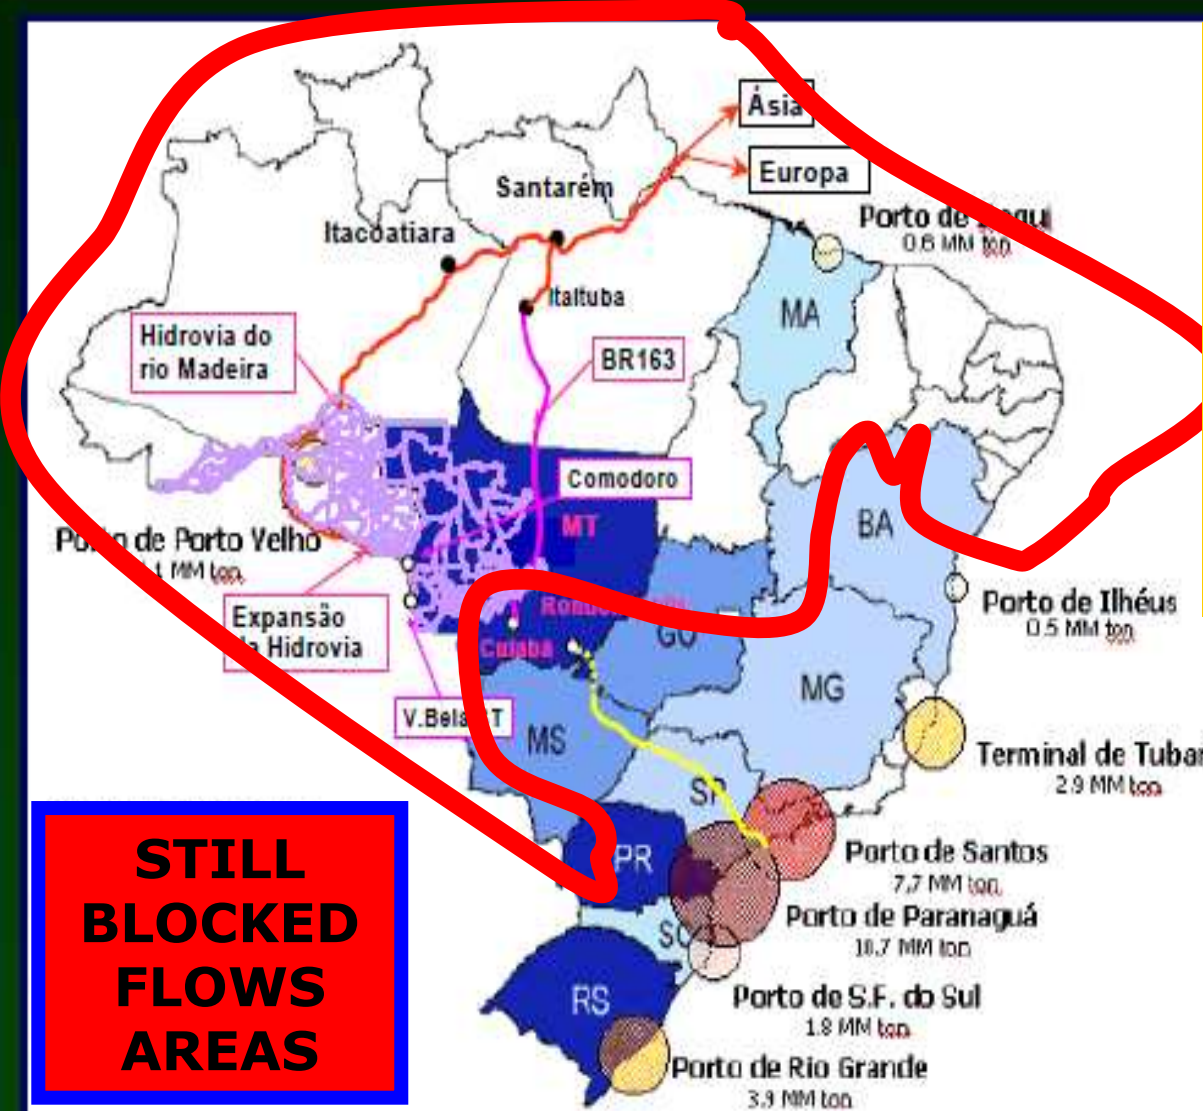 Ásia
Europa
Santarém
Itacoatiara
Porto de
0.6 MM ton
Itaituba
MA
Hidrovia do
rio Madeira
BR163
Comodoro
MT
BA
de Porto Velho
MM ton
Porto de Ilhéus
0.5 MM ton
Expansão
Hidrovia
GO
Cuiabá
MG
V.Bela
MS
Terminal de Tubar
2.9 MM ton
SP
STILL
BLOCKED
FLOWS
AREAS
PR
Porto de Santos
7,7 MM ton
Porto de Paranaguá
MM ton
SC
Porto de S.F. do Sul
1.8 MM ton
RS
Porto de Rio Grande
3.9 MM ton